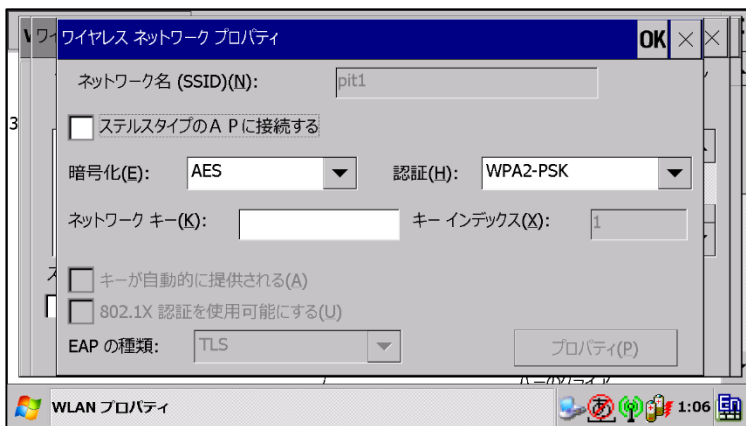 ワイヤレス ネットワーク プロパティ OK
ネットワーク名 (SSID)(N): pit1
3
ステルスタイプのＡＰに接続する
暗号化(E): AES 認証(H): WPA2-PSK
ネットワーク キー(K): キー インデックス(X): 1
キーが自動的に提供される(A)
802.1X 認証を使用可能にする(U)
EAP の種類: TLS プロパティ(P)
WLAN プロパティ あ 1:06